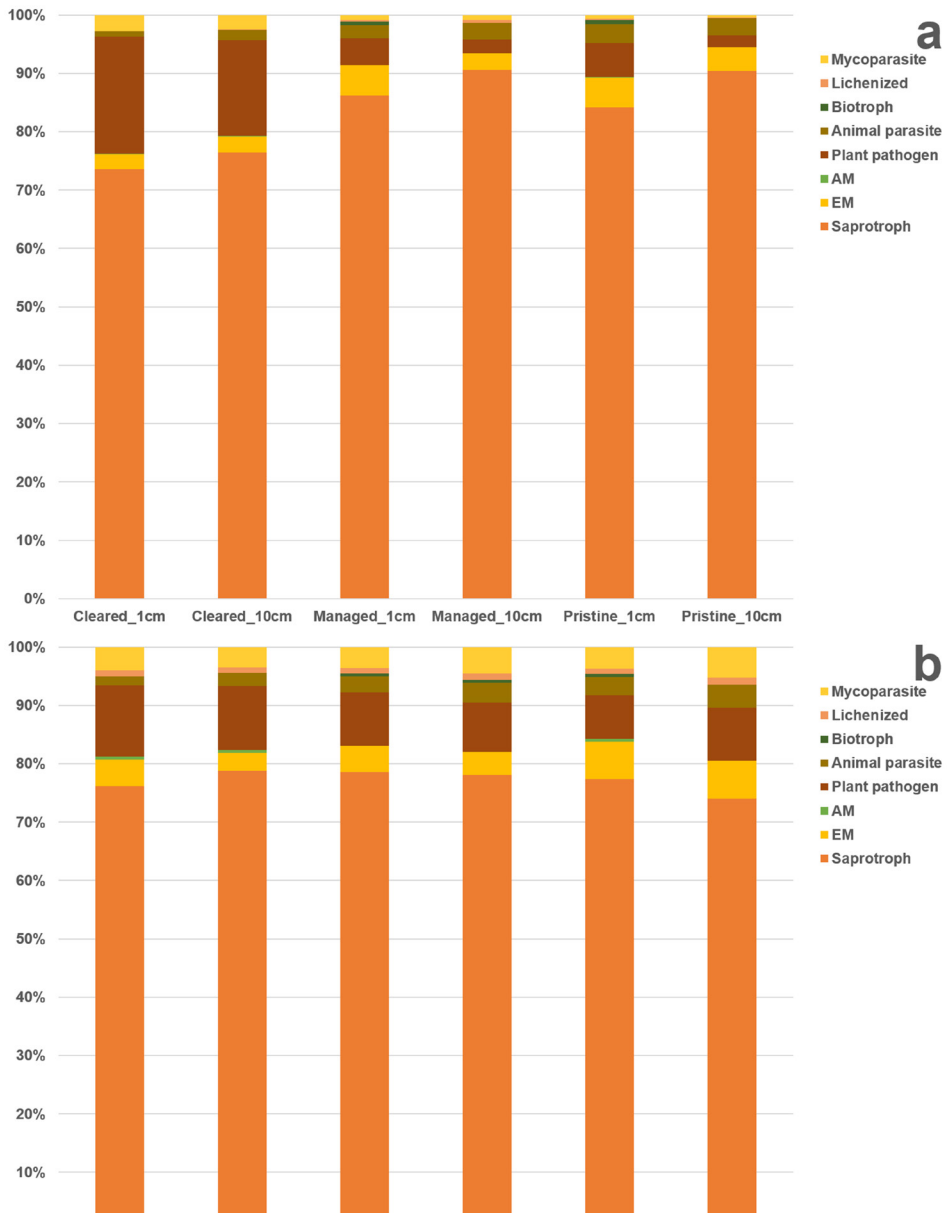 100%
a
Mycoparasite
90%
Lichenized
Biotroph
80%
Animal parasite
Plant pathogen
70%
AM
EM
Saprotroph
60%
50%
40%
30%
20%
10%
0%
Cleared_1cm Cleared_10cm Managed_1cm Managed_10cm Pristine_1cm Pristine_10cm
100%
b
Mycoparasite
90%
Lichenized
Biotroph
80%
Animal parasite
Plant pathogen
70%
AM
EM
Saprotroph
60%
50%
40%
30%
20%
10%